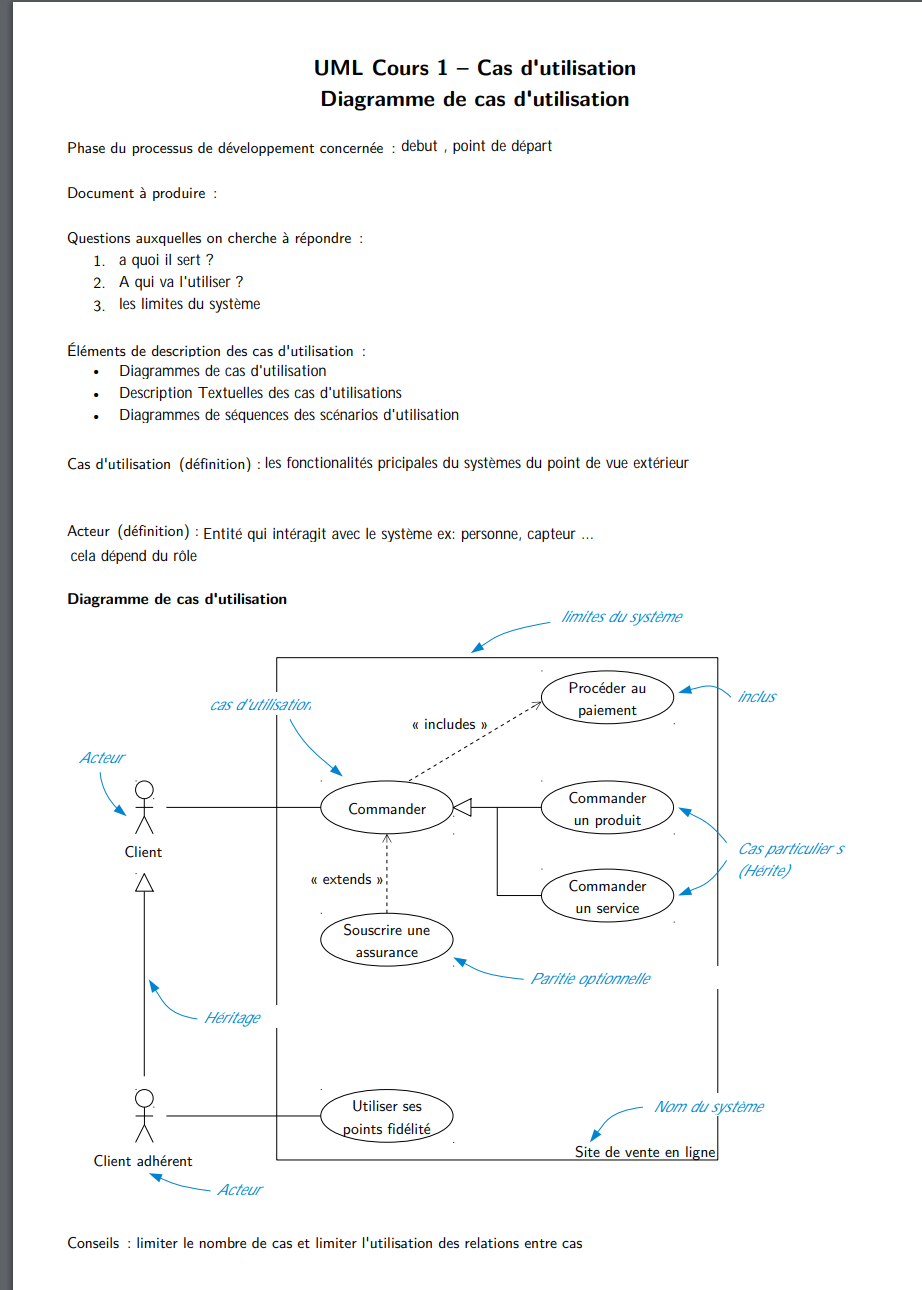 UML Cours 1 – Cas d'utilisation
Diagramme de cas d'utilisation
Phase du processus de développement concernée : debut , point de départ
Document à produire :
Questions auxquelles on cherche à répondre :
1. a quoi il sert ?
2. A qui va l'utiliser ?
3. les limites du système
Éléments de description des cas d'utilisation :
• Diagrammes de cas d'utilisation
• Description Textuelles des cas d'utilisations
• Diagrammes de séquences des scénarios d'utilisation
Cas d'utilisation (définition) : les fonctionalités pricipales du systèmes du point de vue extérieur
Acteur (définition) : Entité qui intéragit avec le système ex: personne, capteur ...
cela dépend du rôle
Diagramme de cas d'utilisation
limites du système
Procéder au
paiement
inclus
cas d'utilisation
« includes »
Acteur
Commander
Commander
un produit
Client
Cas particulier s
(Hérite)
« extends »
Commander
un service
Souscrire une
assurance
Paritie optionnelle
Héritage
Utiliser ses
points fidélité
Nom du système
Site de vente en ligne
Client adhérent
Acteur
Conseils : limiter le nombre de cas et limiter l'utilisation des relations entre cas